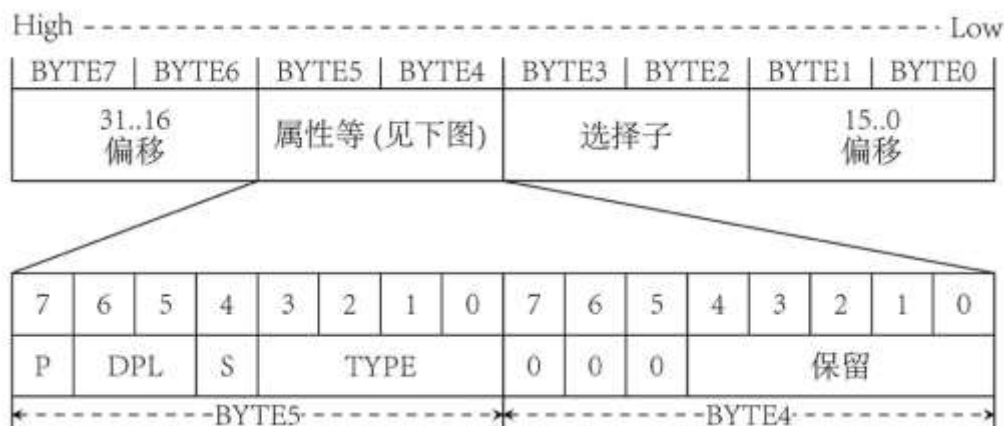 High Low
BYTE7 BYTE6 BYTE5 BYTE4 BYTE3 BYTE2 BYTE1 BYTE0
31..16 偏移 属性等(见下图) 选择子 15..0 偏移
7 6 5 4 3 2 1 0 7 6 5 4 3 2 1 0
P DPL S TYPE 0 0 0 保留
BYTE5 BYTE4